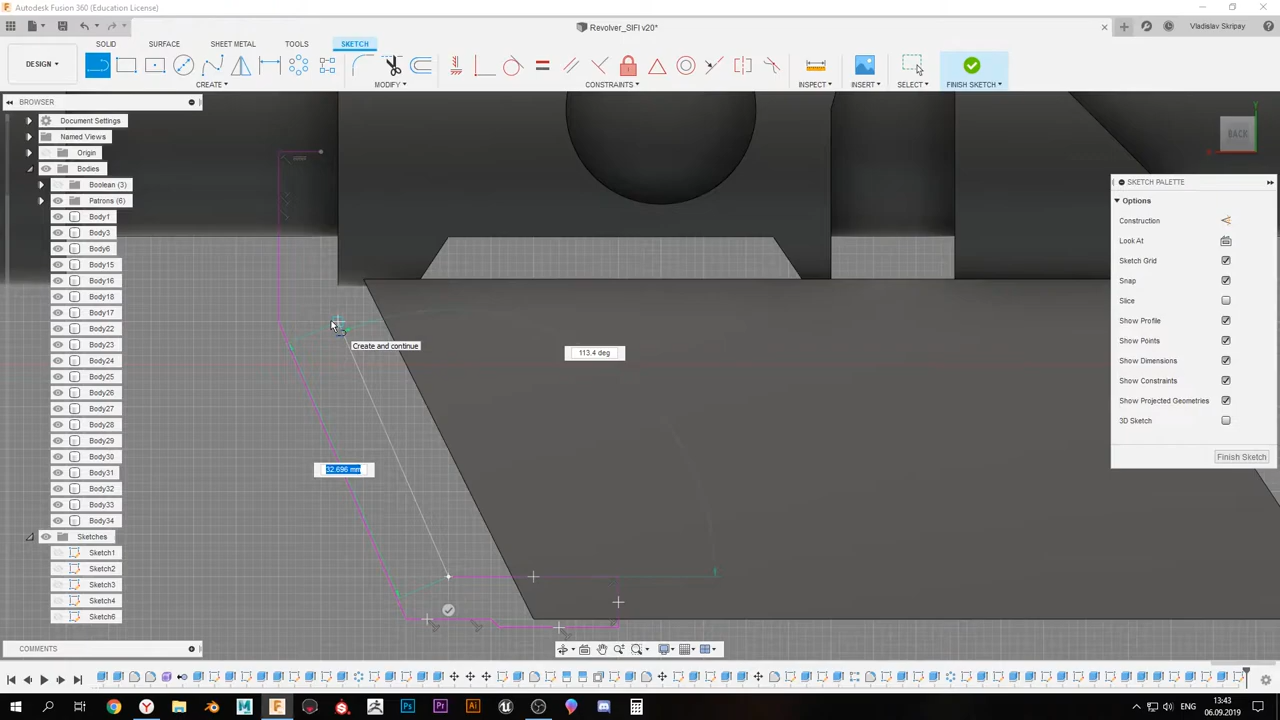 Autodesk Fusion 360 (Education License)
Revolver_SIFI v20*
Vladislav Skripay
SOLID SURFACE SHEET METAL TOOLS SKETCH
DESIGN
CREATE MODIFY CONSTRAINTS INSPECT INSERT SELECT FINISH SKETCH
BROWSER
Document Settings
Named Views
Origin
Bodies
Boolean (3)
Patrons (6)
Body1
Body3
Body6
Body15
Body16
Body18
Body17
Body22
Body23
Body24
Body25
Body26
Body27
Body28
Body29
Body30
Body31
Body32
Body33
Body34
Sketches
Sketch1
Sketch2
Sketch3
Sketch4
Sketch6
COMMENTS
Create and continue
113.4 deg
32.696 mm
BACK
SKETCH PALETTE
Options
Construction
Look At
Sketch Grid
Snap
Slice
Show Profile
Show Points
Show Dimensions
Show Constraints
Show Projected Geometries
3D Sketch
Finish Sketch
Ps
Ai
13:43
06.09.2019